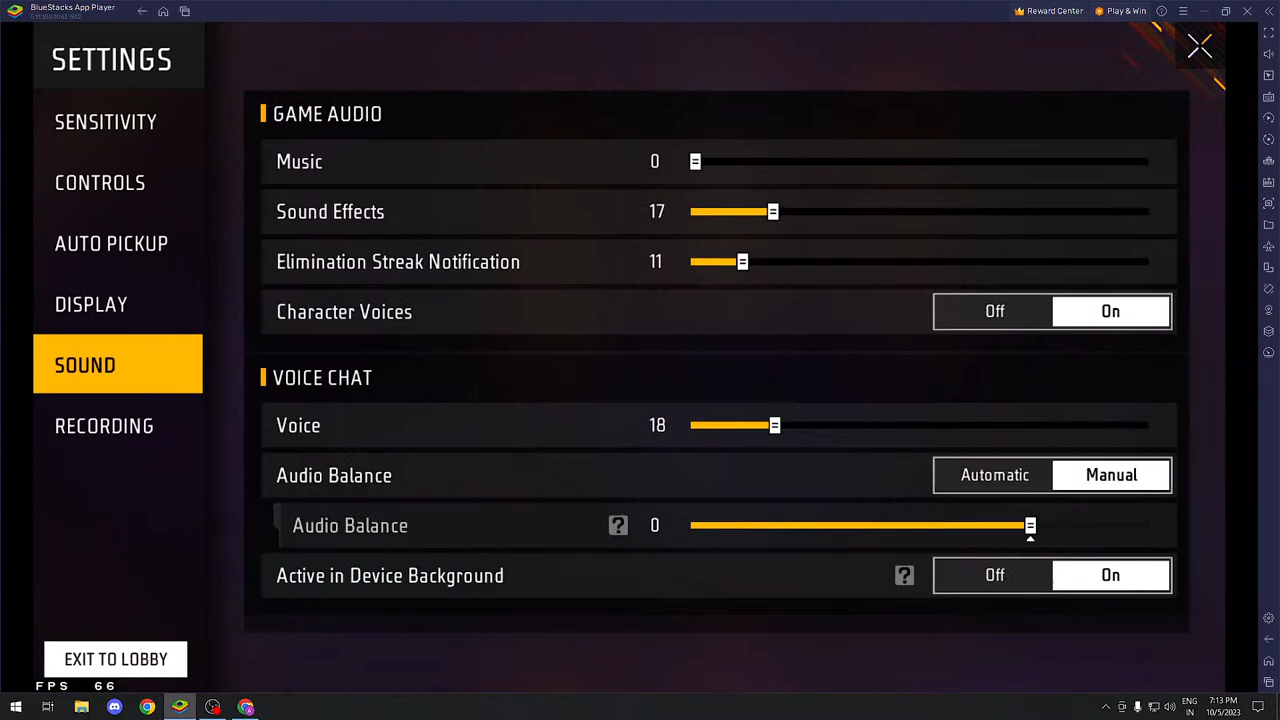 BlueStacks App Player
Reward Center
Play & Win
SETTINGS
SENSITIVITY
CONTROLS
AUTO PICKUP
DISPLAY
SOUND
RECORDING
EXIT TO LOBBY
FPS 66
GAME AUDIO
Music 0
Sound Effects 17
Elimination Streak Notification 11
Character Voices Off On
VOICE CHAT
Voice 18
Audio Balance Automatic Manual
Audio Balance ? 0
Active in Device Background ? Off On
ENG 7:13 PM
IN 10/5/2023